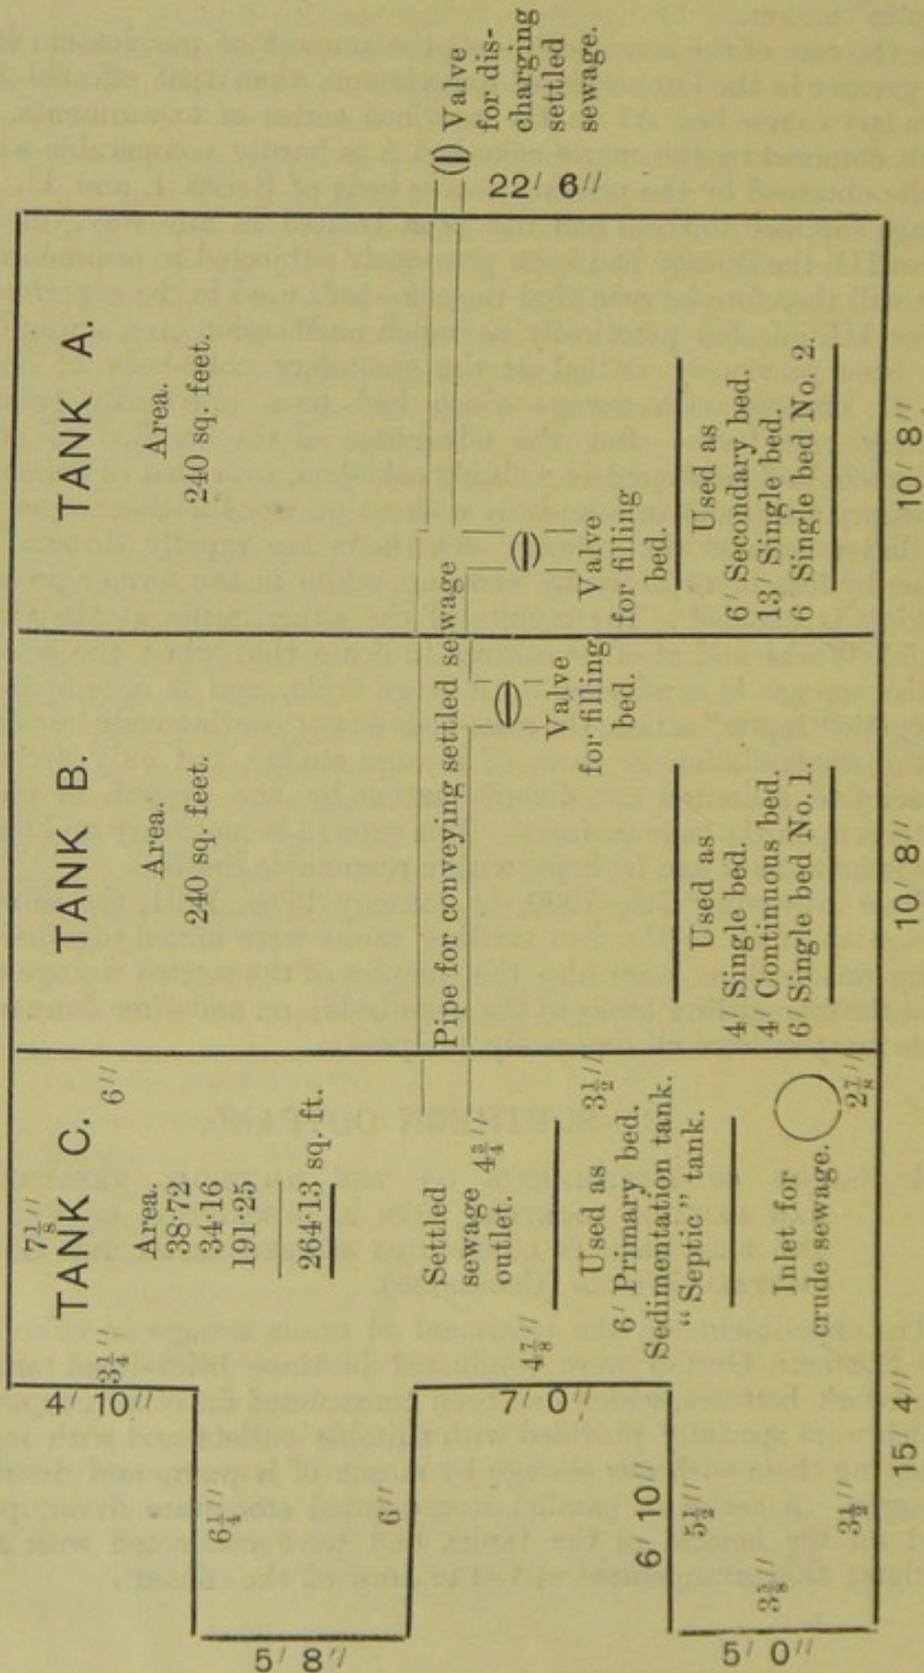 TANK C.
7⅛′′
6′′
3¼′′
Area.
38·72
34·16
191·25
264·13 sq. ft.
Settled
sewage
outlet.
4¾′′
4⅞′′
3½′′
Used as
6′ Primary bed.
Sedimentation tank.
“Septic” tank.
Inlet for
crude sewage.
2⅞′′
4′ 10′′
6¼′′
5′ 8′′
6′′
7′ 0′′
6′ 10′′
5½′′
3⅝′′
3½′′
5′ 0′′
15′ 4′′
TANK B.
Area.
240 sq. feet.
Pipe for conveying settled sewage
Valve
for filling
bed.
Used as
4′ Single bed.
4′ Continuous bed.
6′ Single bed No. 1.
10′ 8′′
TANK A.
Area.
240 sq. feet.
Valve
for filling
bed.
Used as
6′ Secondary bed.
13′ Single bed.
6′ Single bed No. 2.
10′ 8′′
Valve
for dis-
charging
settled
sewage.
22′ 6′′